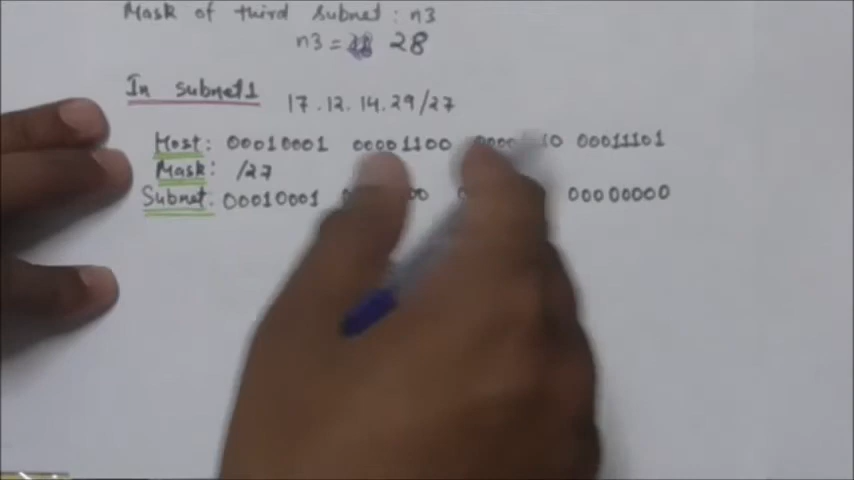 Mask of third subnet: n3
n3 = 28
In subnet1 17.12.14.29/27
Host: 00010001 00001100 00011101
Mask: /27
Subnet: 00010001 00000000